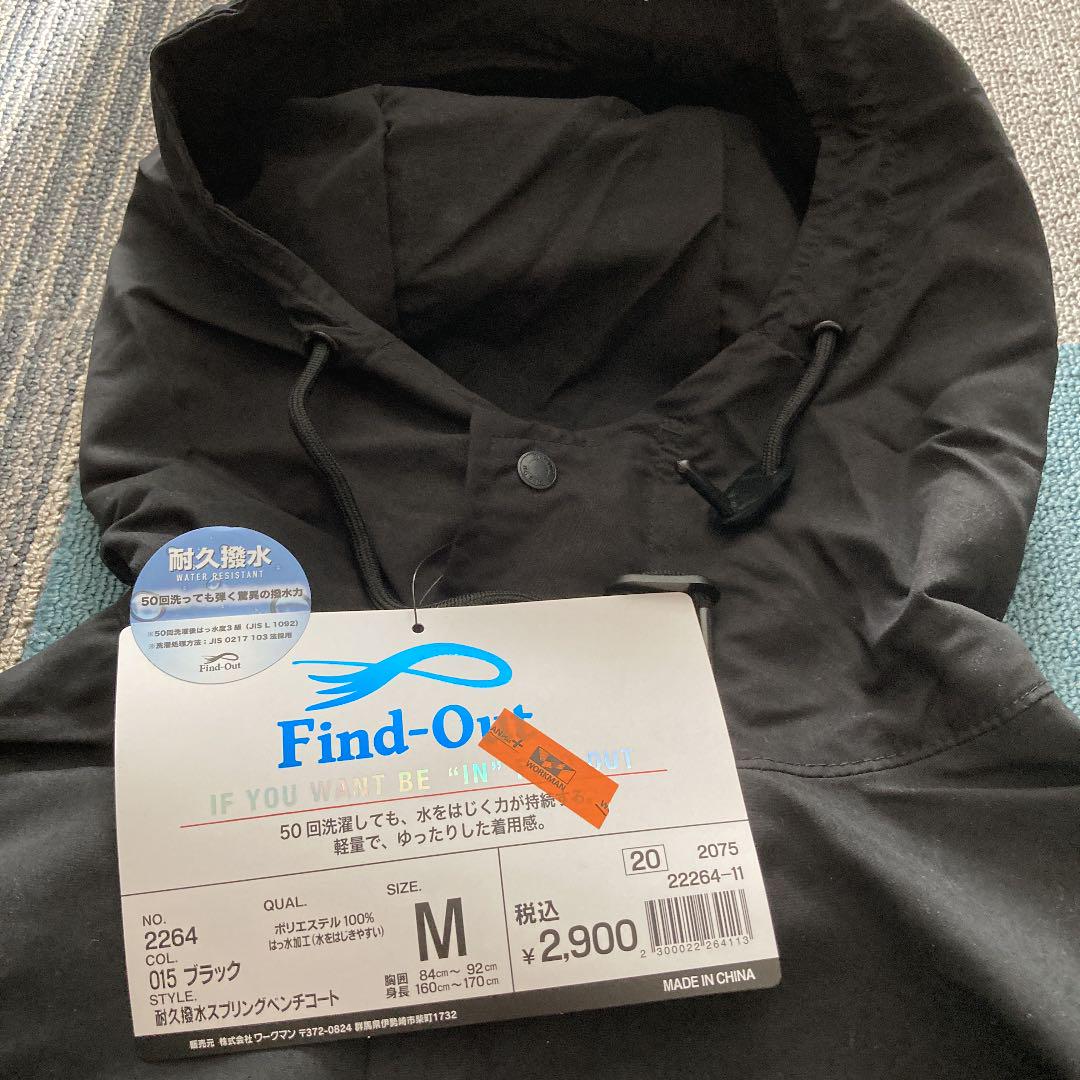 耐久撥水
WATER RESISTANT
50回洗っても弾く驚異の撥水力
※50回洗濯後はっ水度3級（JIS L 1092）
※洗濯処理方法：JIS 0217 103 法採用
Find-Out
Find-Out
WORKMAN
IF YOU WANT BE “IN” OUT
50回洗濯しても、水をはじく力が持続する。
軽量で、ゆったりした着用感。
20 2075
22264-11
NO.
2264
QUAL.
ポリエステル100%
はっ水加工（水をはじきやすい）
SIZE.
M
胸囲 84cm～ 92cm
身長 160cm～170cm
税込
¥2,900
2 300022 264113
COL.
015 ブラック
STYLE.
耐久撥水スプリングベンチコート
MADE IN CHINA
販売元 株式会社ワークマン 〒372-0824 群馬県伊勢崎市柴町1732